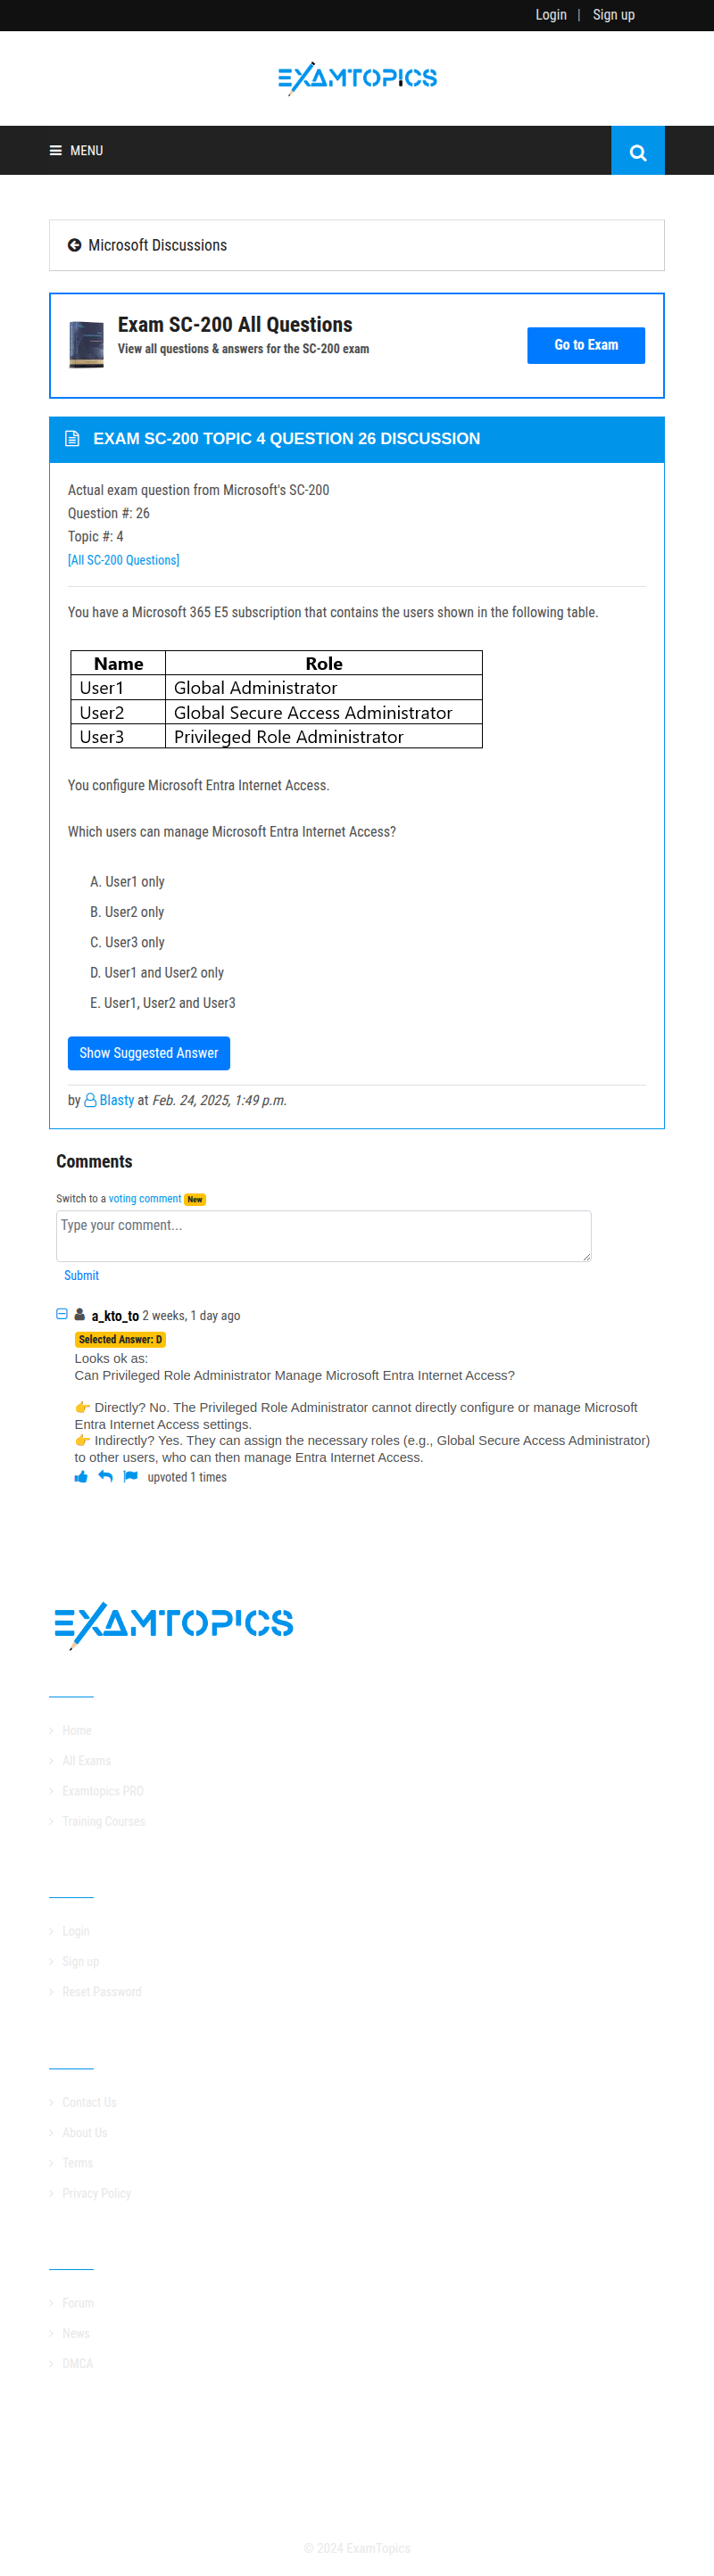 Login | Sign up
EXAMTOPICS
MENU
Microsoft Discussions
Exam SC-200 All Questions
View all questions & answers for the SC-200 exam
Go to Exam
EXAM SC-200 TOPIC 4 QUESTION 26 DISCUSSION
Actual exam question from Microsoft's SC-200
Question #: 26
Topic #: 4
[All SC-200 Questions]
You have a Microsoft 365 E5 subscription that contains the users shown in the following table.
Name Role
User1 Global Administrator
User2 Global Secure Access Administrator
User3 Privileged Role Administrator
You configure Microsoft Entra Internet Access.
Which users can manage Microsoft Entra Internet Access?
A. User1 only
B. User2 only
C. User3 only
D. User1 and User2 only
E. User1, User2 and User3
Show Suggested Answer
by Blasty at Feb. 24, 2025, 1:49 p.m.
Comments
Switch to a voting comment New
Type your comment...
Submit
a_kto_to 2 weeks, 1 day ago
Selected Answer: D
Looks ok as:
Can Privileged Role Administrator Manage Microsoft Entra Internet Access?
👉 Directly? No. The Privileged Role Administrator cannot directly configure or manage Microsoft
Entra Internet Access settings.
👉 Indirectly? Yes. They can assign the necessary roles (e.g., Global Secure Access Administrator)
to other users, who can then manage Entra Internet Access.
upvoted 1 times
EXAMTOPICS
Home
All Exams
Examtopics PRO
Training Courses
Login
Sign up
Reset Password
Contact Us
About Us
Terms
Privacy Policy
Forum
News
DMCA
© 2024 ExamTopics